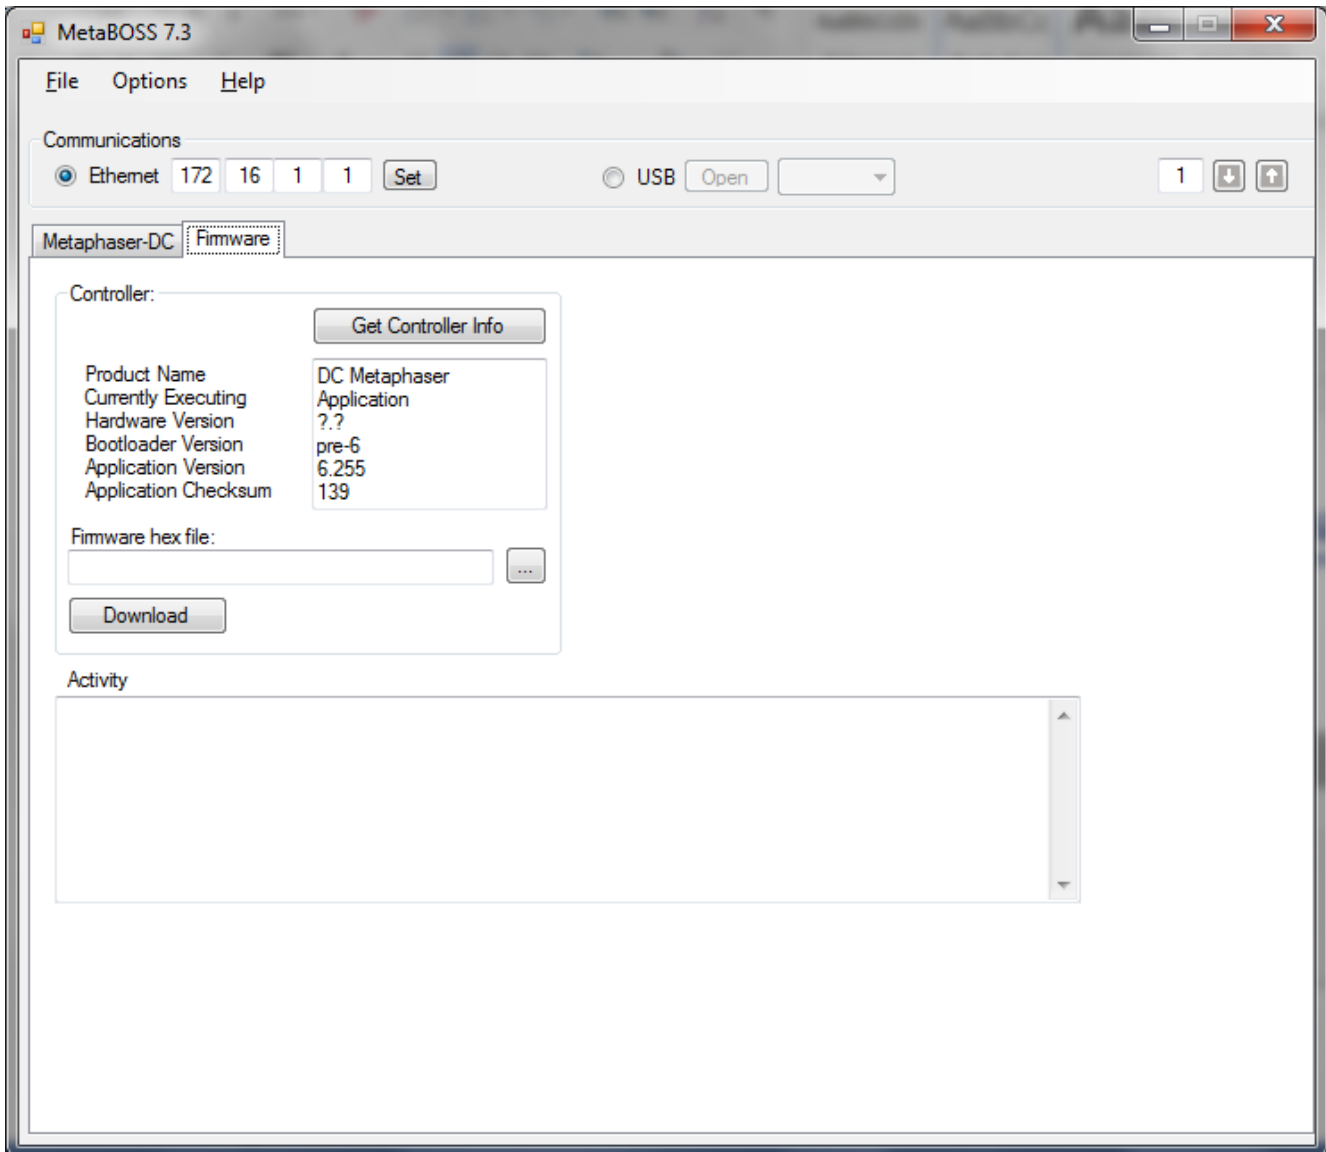 MetaBOSS 7.3
File Options Help
Communications
Ethernet 172 16 1 1 Set USB Open 1
Metaphaser-DC Firmware
Controller:
Get Controller Info
Product Name DC Metaphaser
Currently Executing Application
Hardware Version ?.?
Bootloader Version pre-6
Application Version 6.255
Application Checksum 139
Firmware hex file:
...
Download
Activity